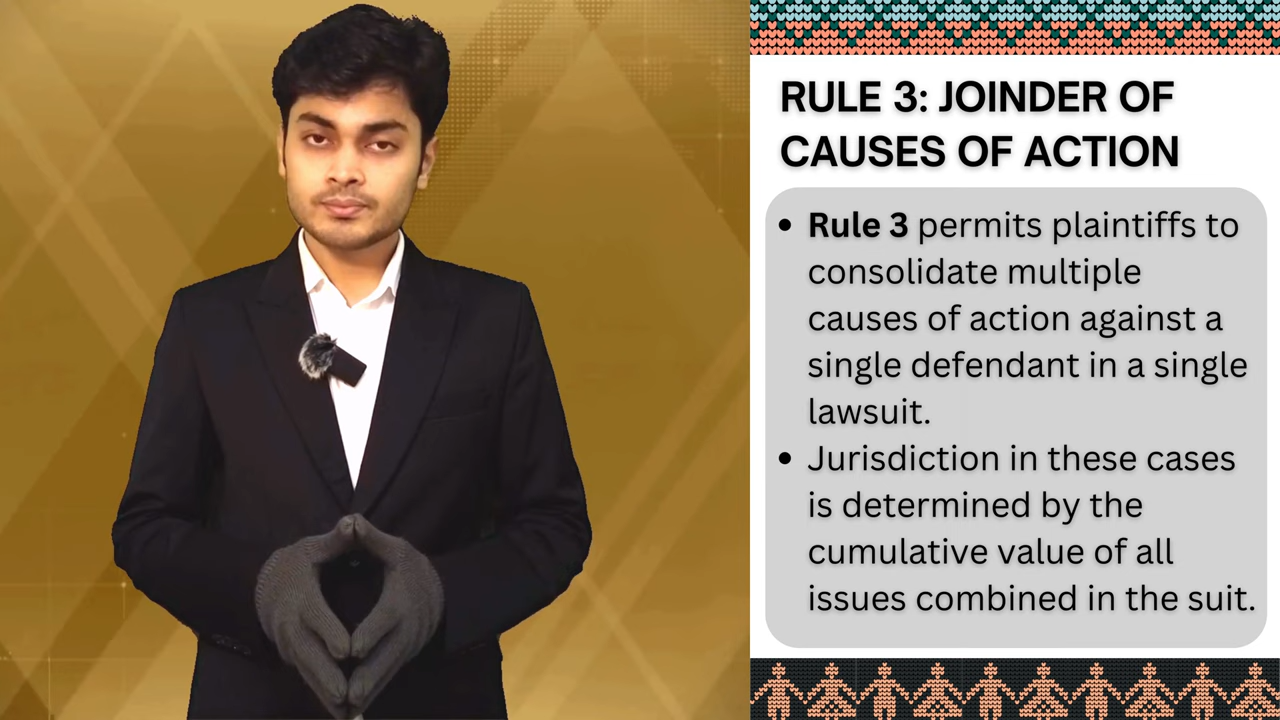 RULE 3: JOINDER OF
CAUSES OF ACTION
• Rule 3 permits plaintiffs to
consolidate multiple
causes of action against a
single defendant in a single
lawsuit.
• Jurisdiction in these cases
is determined by the
cumulative value of all
issues combined in the suit.